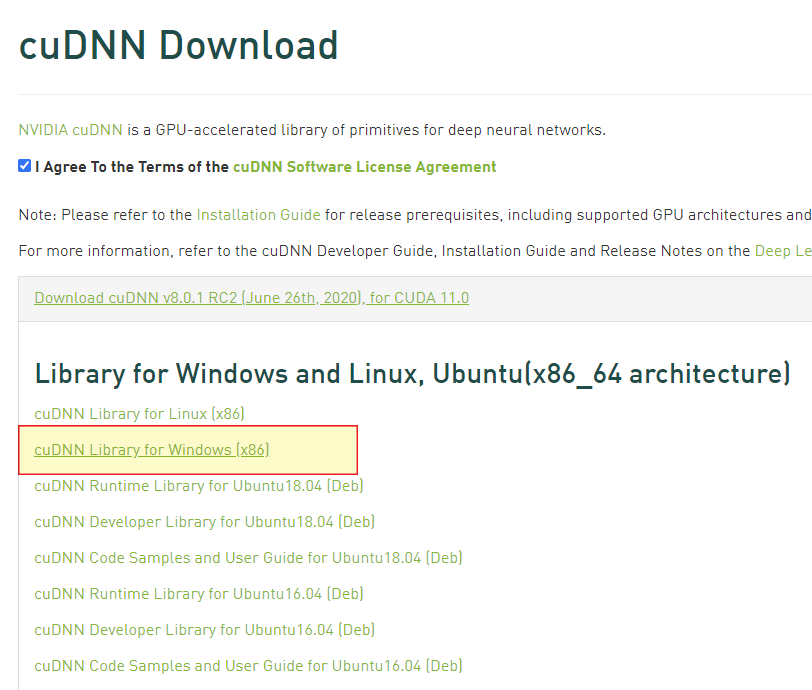 cuDNN Download
NVIDIA cuDNN is a GPU-accelerated library of primitives for deep neural networks.
I Agree To the Terms of the cuDNN Software License Agreement
Note: Please refer to the Installation Guide for release prerequisites, including supported GPU architectures and
For more information, refer to the cuDNN Developer Guide, Installation Guide and Release Notes on the Deep Le
Download cuDNN v8.0.1 RC2 (June 26th, 2020), for CUDA 11.0
Library for Windows and Linux, Ubuntu(x86_64 architecture)
cuDNN Library for Linux (x86)
cuDNN Library for Windows (x86)
cuDNN Runtime Library for Ubuntu18.04 (Deb)
cuDNN Developer Library for Ubuntu18.04 (Deb)
cuDNN Code Samples and User Guide for Ubuntu18.04 (Deb)
cuDNN Runtime Library for Ubuntu16.04 (Deb)
cuDNN Developer Library for Ubuntu16.04 (Deb)
cuDNN Code Samples and User Guide for Ubuntu16.04 (Deb)